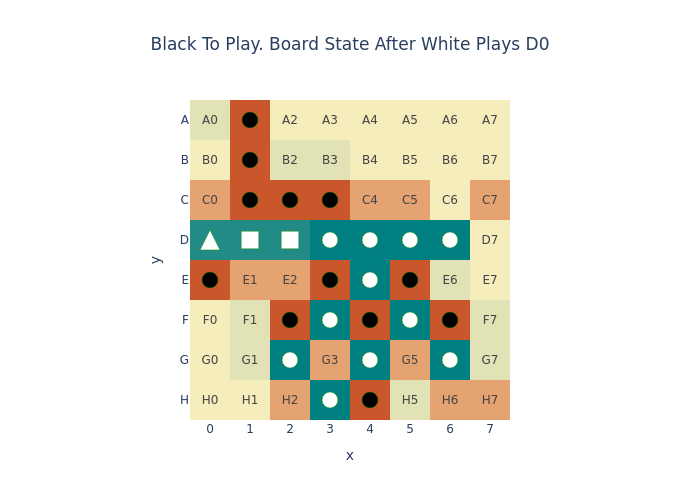 Black To Play. Board State After White Plays D0
A A0 A2 A3 A4 A5 A6 A7
B B0 B2 B3 B4 B5 B6 B7
C C0 C4 C5 C6 C7
D D7
y
E E1 E2 E6 E7
F F0 F1 F7
G G0 G1 G3 G5 G7
H H0 H1 H2 H5 H6 H7
0 1 2 3 4 5 6 7
x